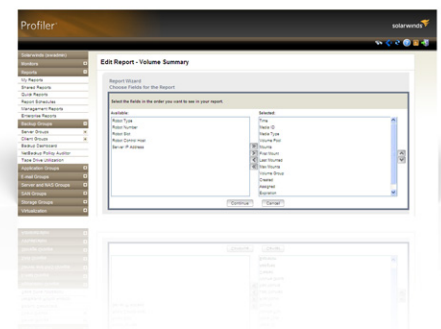 Profiler
solarwinds
SolarWinds (swadmin)
Monitors
Reports
My Reports
Shared Reports
Quick Reports
Report Schedules
Management Reports
Enterprise Reports
Backup Groups
Server Groups
Client Groups
Backup Dashboard
NetBackup Policy Auditor
Tape Drive Utilization
Application Groups
E-mail Groups
Server and NAS Groups
SAN Groups
Storage Groups
Virtualization
Edit Report - Volume Summary
Report Wizard
Choose Fields for the Report
Select the fields in the order you want to see in your report.
Available:
Robot Type
Robot Number
Robot Slot
Robot Control Host
Server IP Address
Selected:
Time
Media ID
Media Type
Volume Pool
Mounts
First Mount
Last Mounted
Max Mounts
Volume Group
Created
Assigned
Expiration
Continue
Cancel